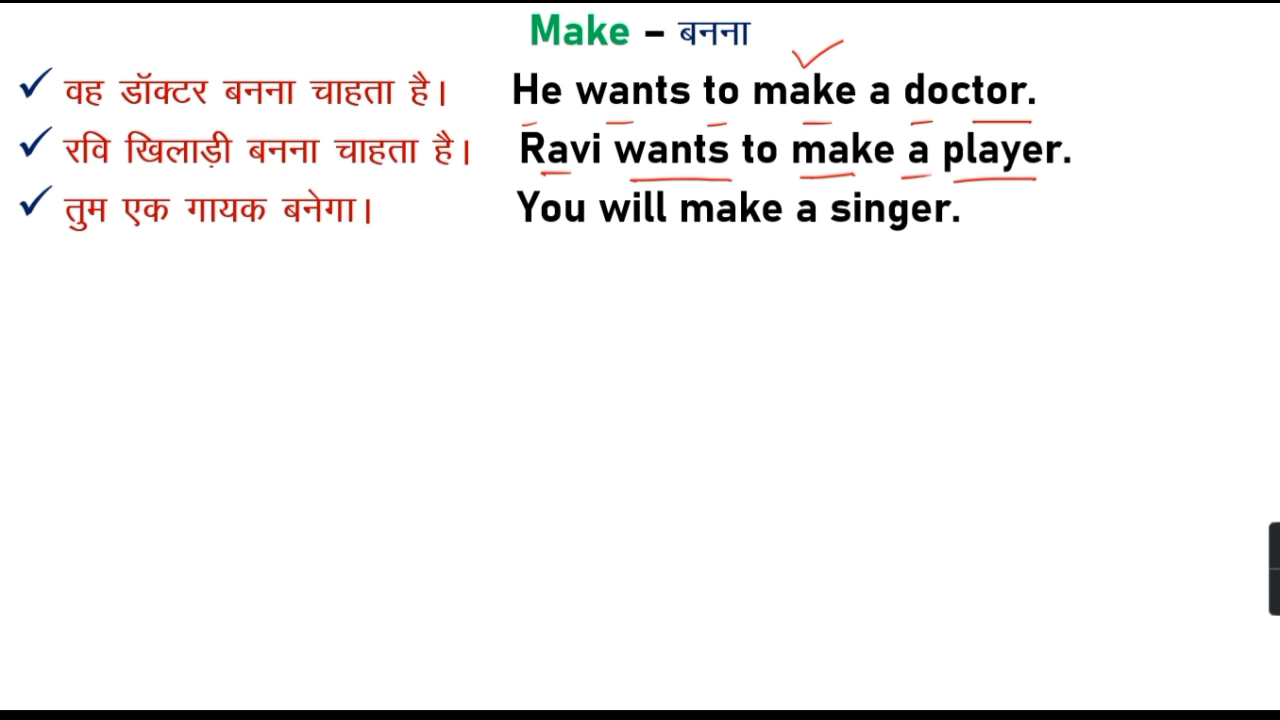 Make – बनना
वह डॉक्टर बनना चाहता है। He wants to make a doctor.
रवि खिलाड़ी बनना चाहता है। Ravi wants to make a player.
तुम एक गायक बनेगा। You will make a singer.